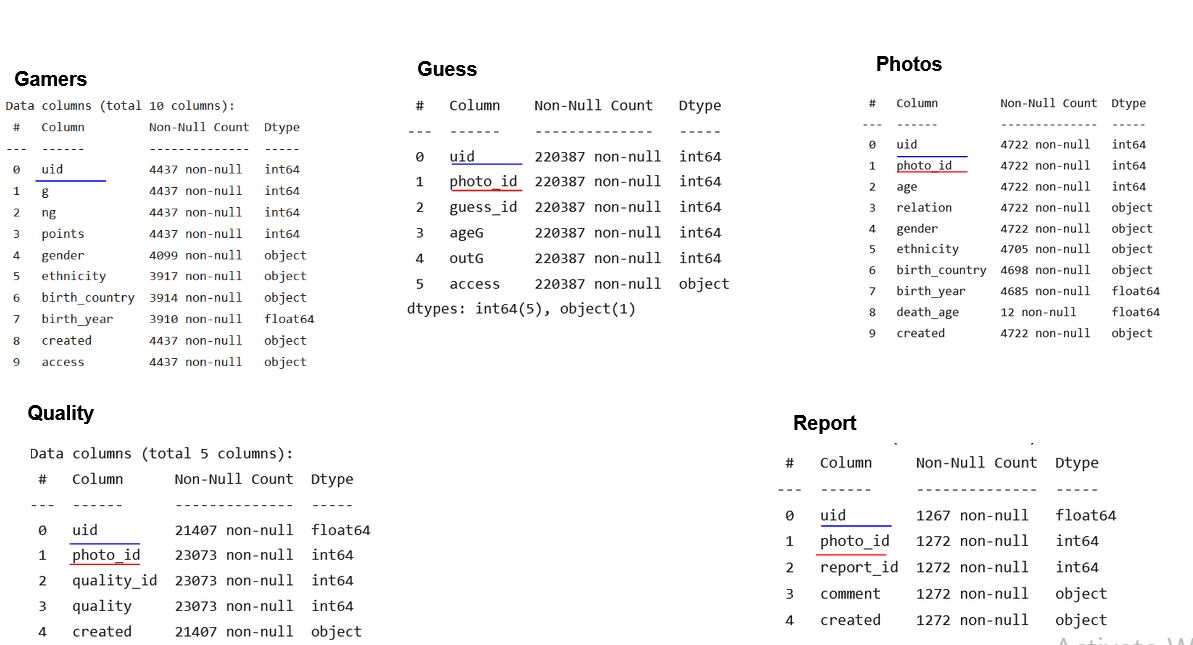 Gamers
Data columns (total 10 columns):
# Column Non-Null Count Dtype
--- ------ -------------- -----
0 uid 4437 non-null int64
1 g 4437 non-null int64
2 ng 4437 non-null int64
3 points 4437 non-null int64
4 gender 4099 non-null object
5 ethnicity 3917 non-null object
6 birth_country 3914 non-null object
7 birth_year 3910 non-null float64
8 created 4437 non-null object
9 access 4437 non-null object
Guess
# Column Non-Null Count Dtype
--- ------ -------------- -----
0 uid 220387 non-null int64
1 photo_id 220387 non-null int64
2 guess_id 220387 non-null int64
3 ageG 220387 non-null int64
4 outG 220387 non-null int64
5 access 220387 non-null object
dtypes: int64(5), object(1)
Photos
# Column Non-Null Count Dtype
--- ------ -------------- -----
0 uid 4722 non-null int64
1 photo_id 4722 non-null int64
2 age 4722 non-null int64
3 relation 4722 non-null object
4 gender 4722 non-null object
5 ethnicity 4705 non-null object
6 birth_country 4698 non-null object
7 birth_year 4685 non-null float64
8 death_age 12 non-null float64
9 created 4722 non-null object
Quality
Data columns (total 5 columns):
# Column Non-Null Count Dtype
--- ------ -------------- -----
0 uid 21407 non-null float64
1 photo_id 23073 non-null int64
2 quality_id 23073 non-null int64
3 quality 23073 non-null int64
4 created 21407 non-null object
Report
# Column Non-Null Count Dtype
--- ------ -------------- -----
0 uid 1267 non-null float64
1 photo_id 1272 non-null int64
2 report_id 1272 non-null int64
3 comment 1272 non-null object
4 created 1272 non-null object